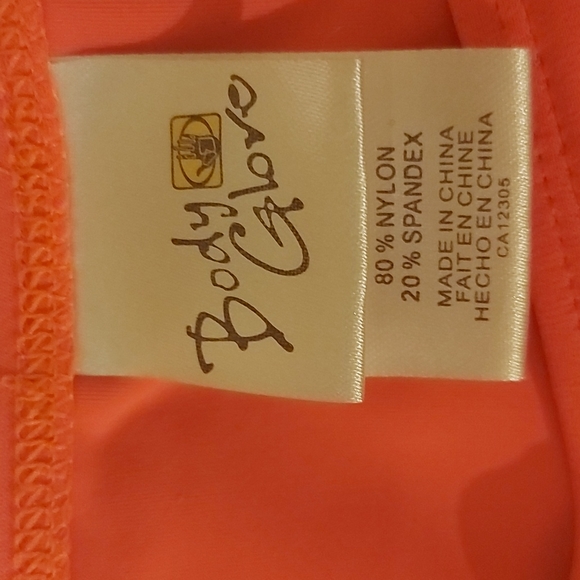 Body
Glove
80 % NYLON
20 % SPANDEX
MADE IN CHINA
FAIT EN CHINE
HECHO EN CHINA
CA12305